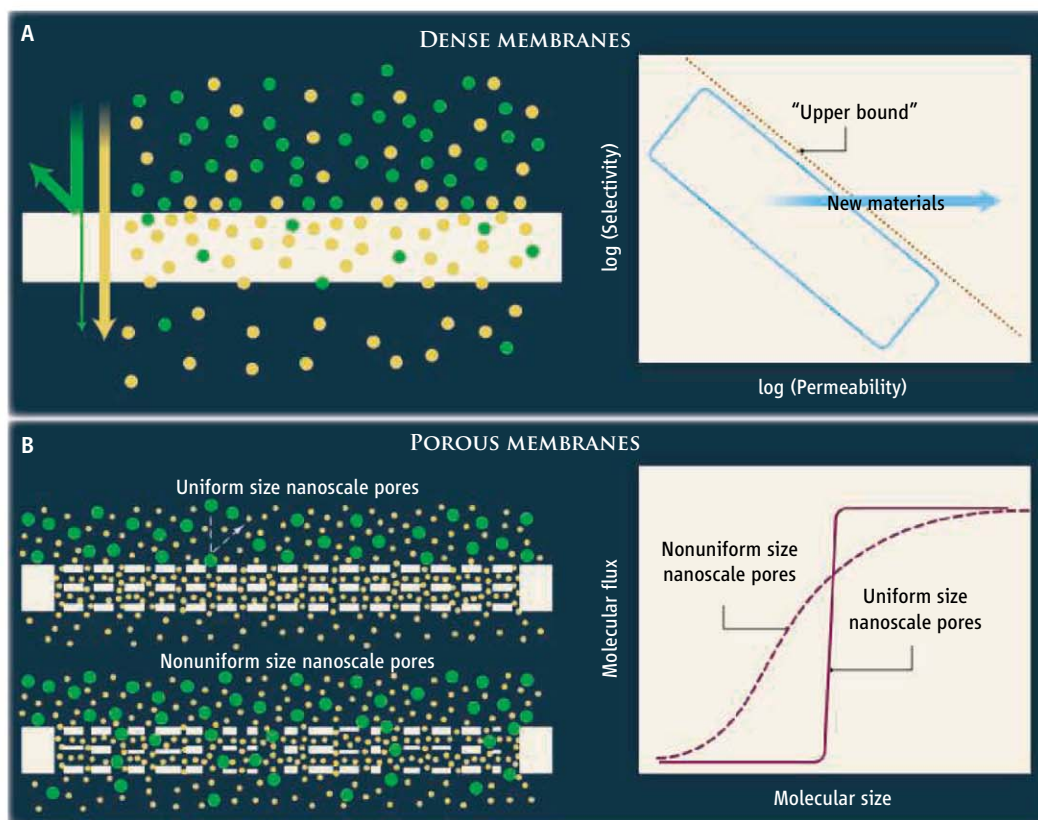 A
DENSE MEMBRANES
"Upper bound"
New materials
log (Selectivity)
log (Permeability)
B
POROUS MEMBRANES
Uniform size nanoscale pores
Nonuniform size nanoscale pores
Nonuniform size
nanoscale pores
Uniform size
nanoscale pores
Molecular flux
Molecular size